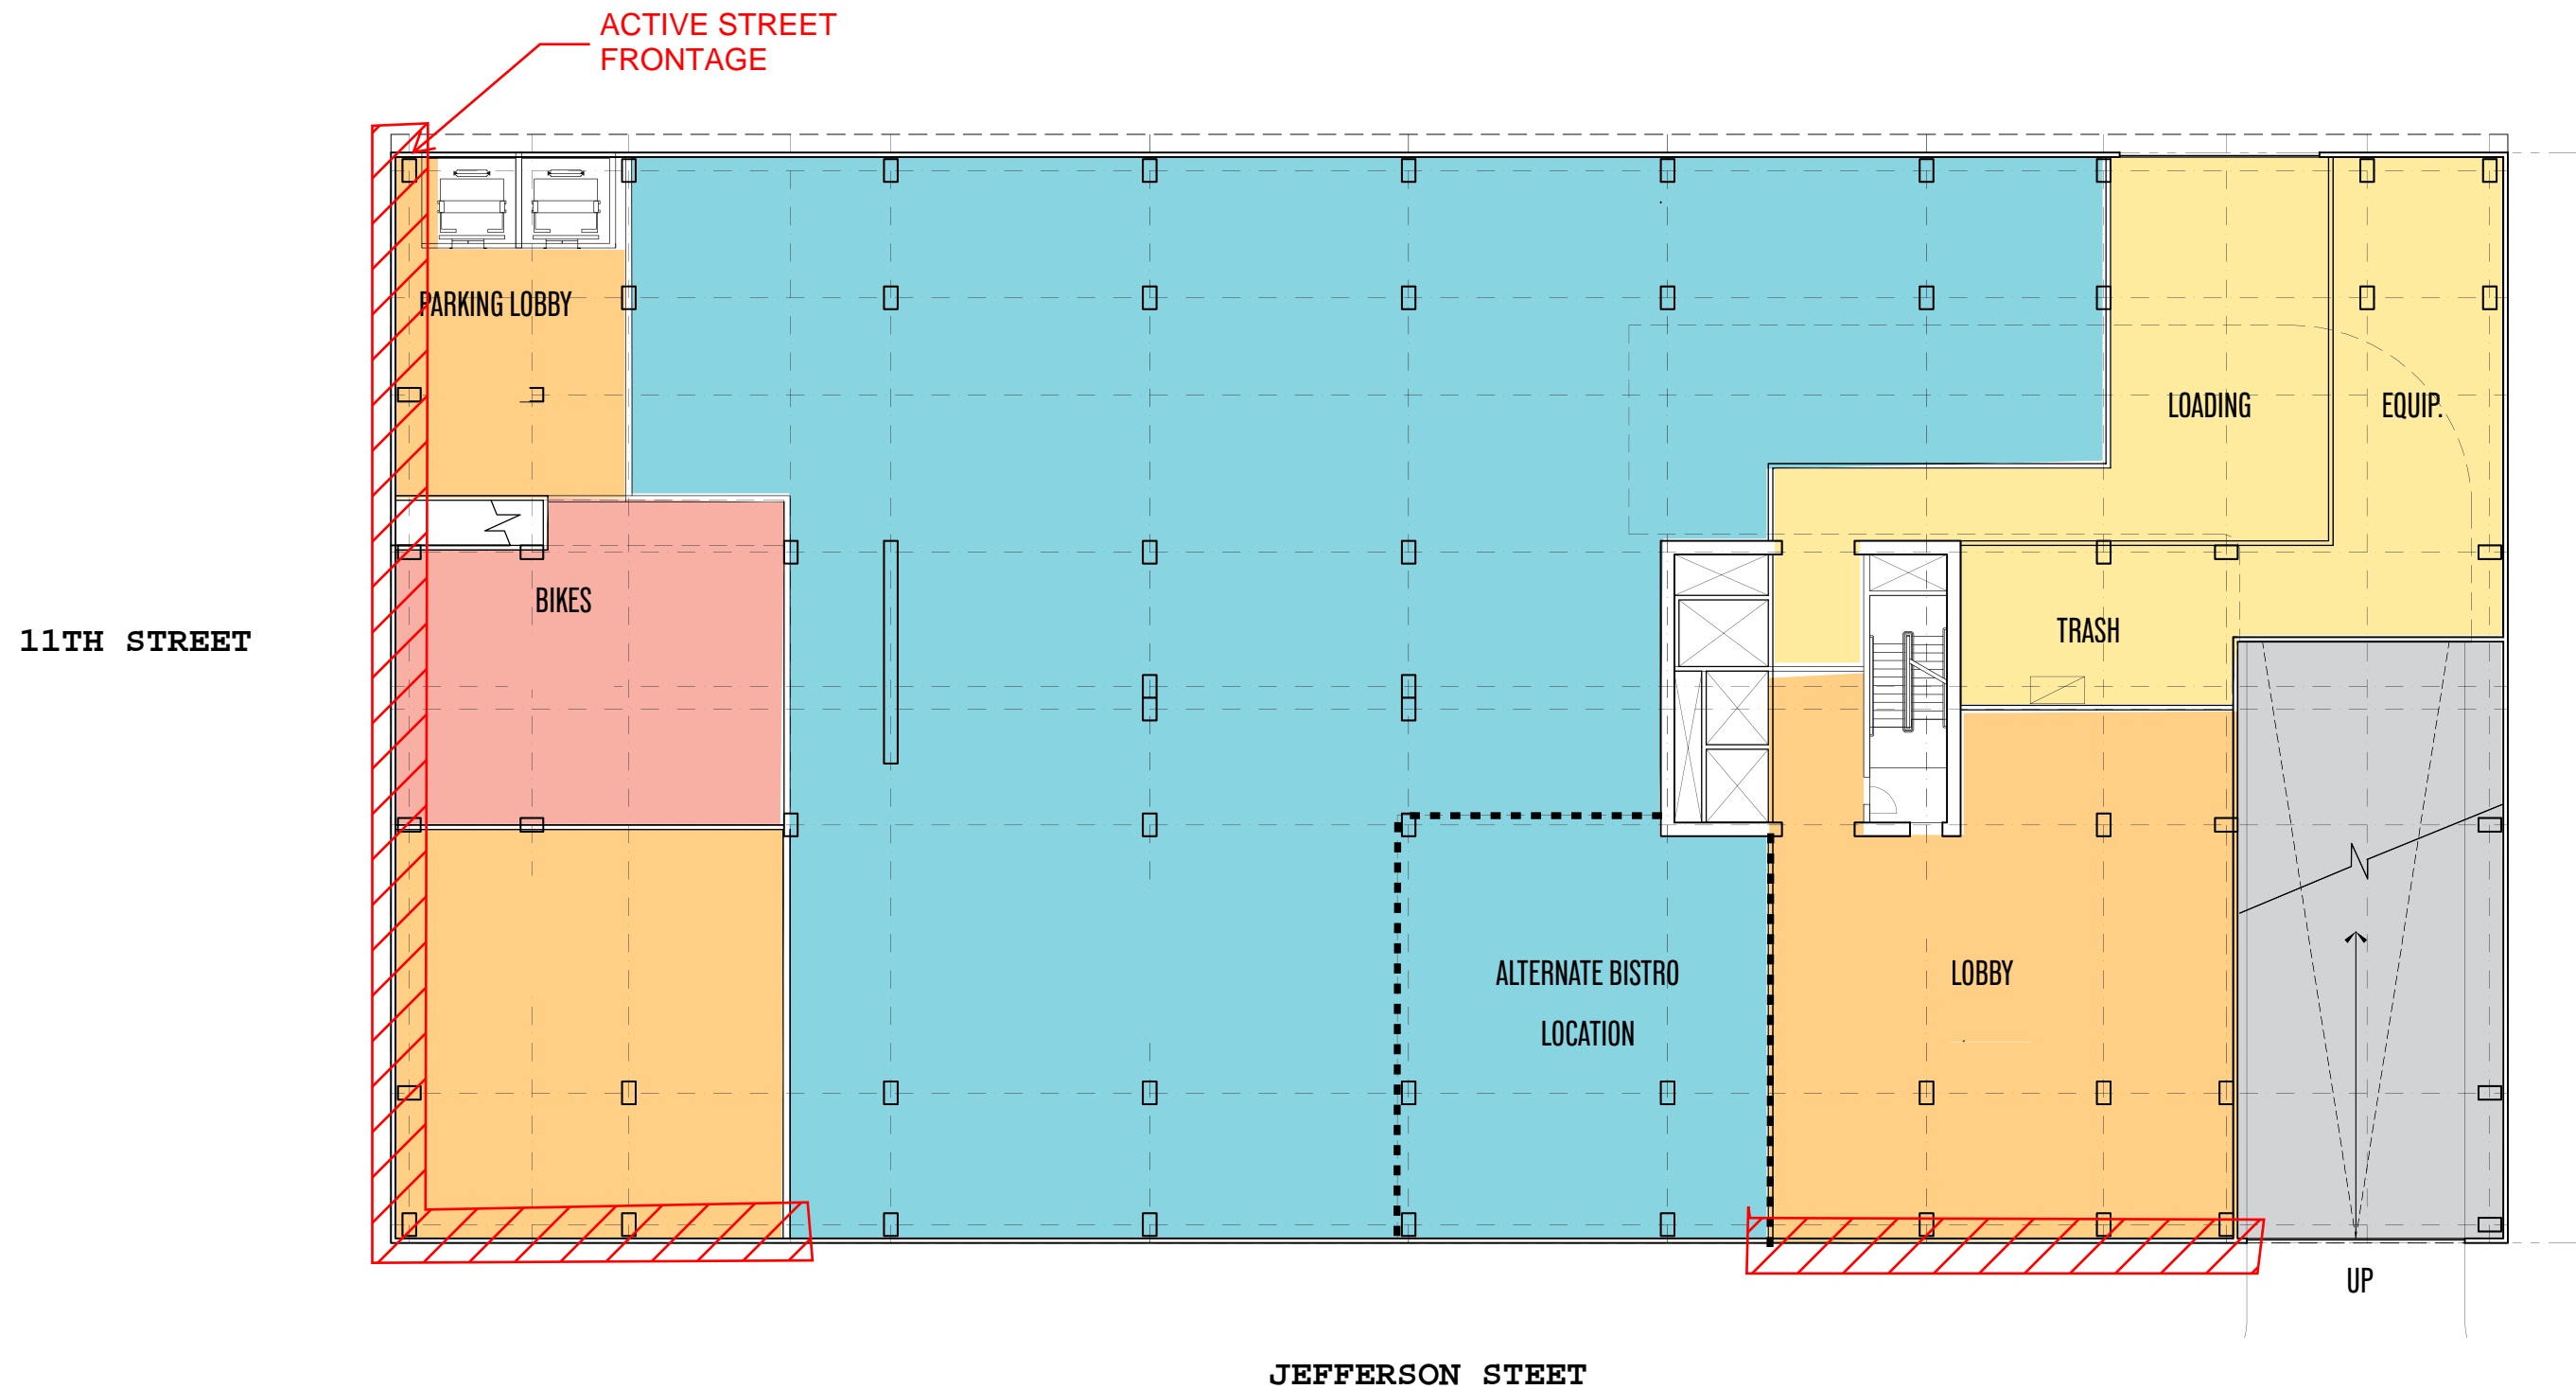 ACTIVE STREET
FRONTAGE
PARKING LOBBY
LOADING
EQUIP.
BIKES
11TH STREET
TRASH
ALTERNATE BISTRO
LOCATION
LOBBY
UP
JEFFERSON STEET